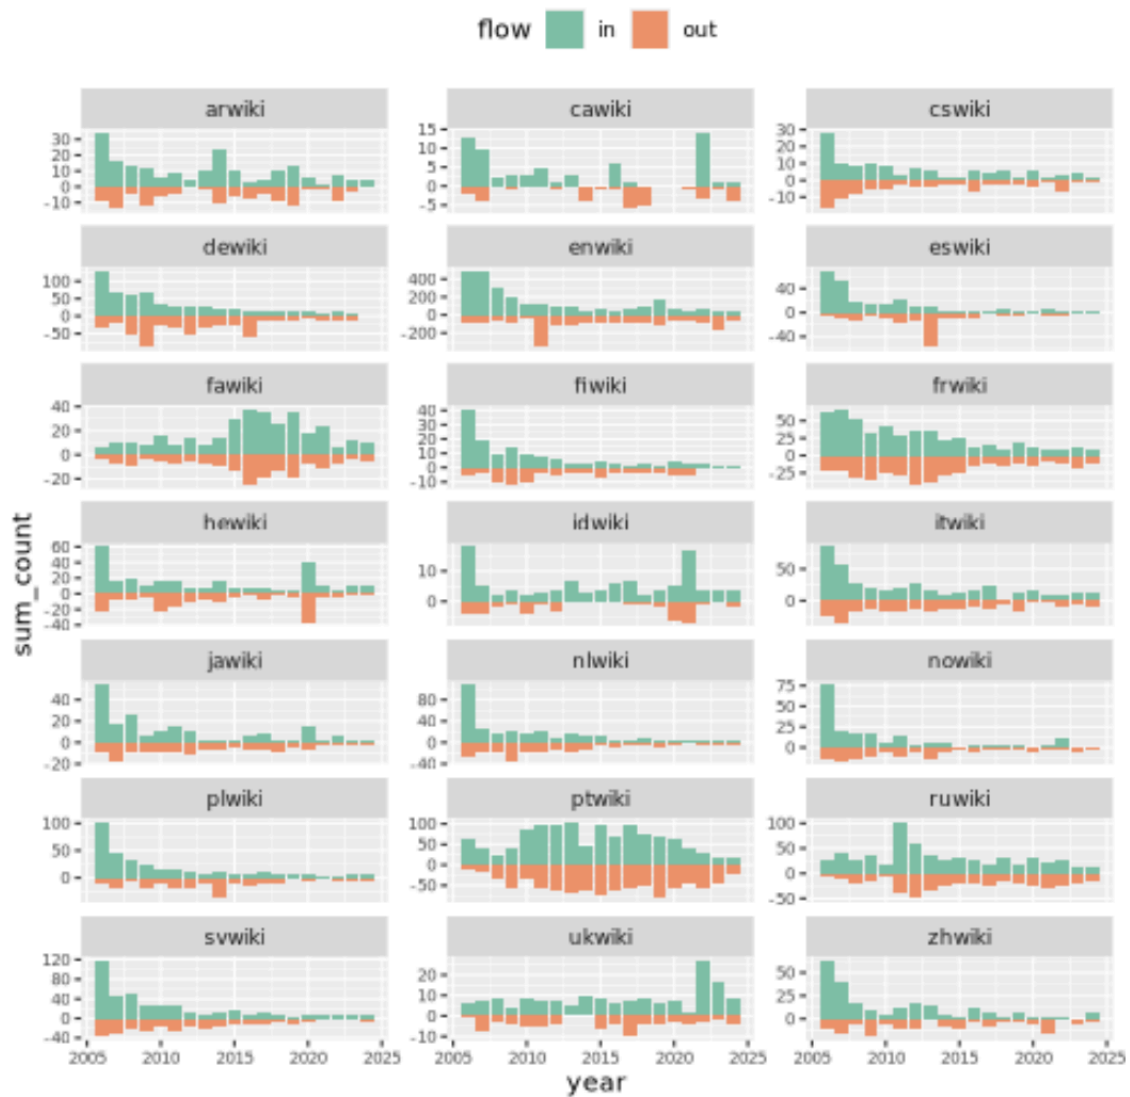 flow in out
arwiki cawiki cswiki
30 20 10 0 -10
15 10 5 0 -5
30 20 10 0 -10
dewiki enwiki eswiki
100 50 0 -50
400 200 0 -200
40 0 -40
fawiki fiwiki frwiki
40 20 0 -20
40 30 20 10 0 -10
50 25 0 -25
hewiki idwiki itwiki
60 40 20 0 -20 -40
10 0
50 0
jawiki nlwiki nowiki
40 20 0 -20
80 40 0 -40
75 50 25 0
plwiki ptwiki ruwiki
100 50 0
100 50 0 -50
100 50 0 -50
svwiki ukwiki zhwiki
120 80 40 0 -40
20 10 0 -10
50 25 0
2005 2010 2015 2020 2025
2005 2010 2015 2020 2025
2005 2010 2015 2020 2025
sum_count
year